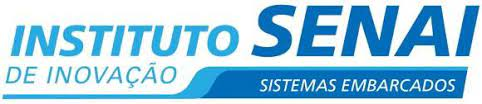 INSTITUTO SENAI
DE INOVAÇÃO
SISTEMAS EMBARCADOS